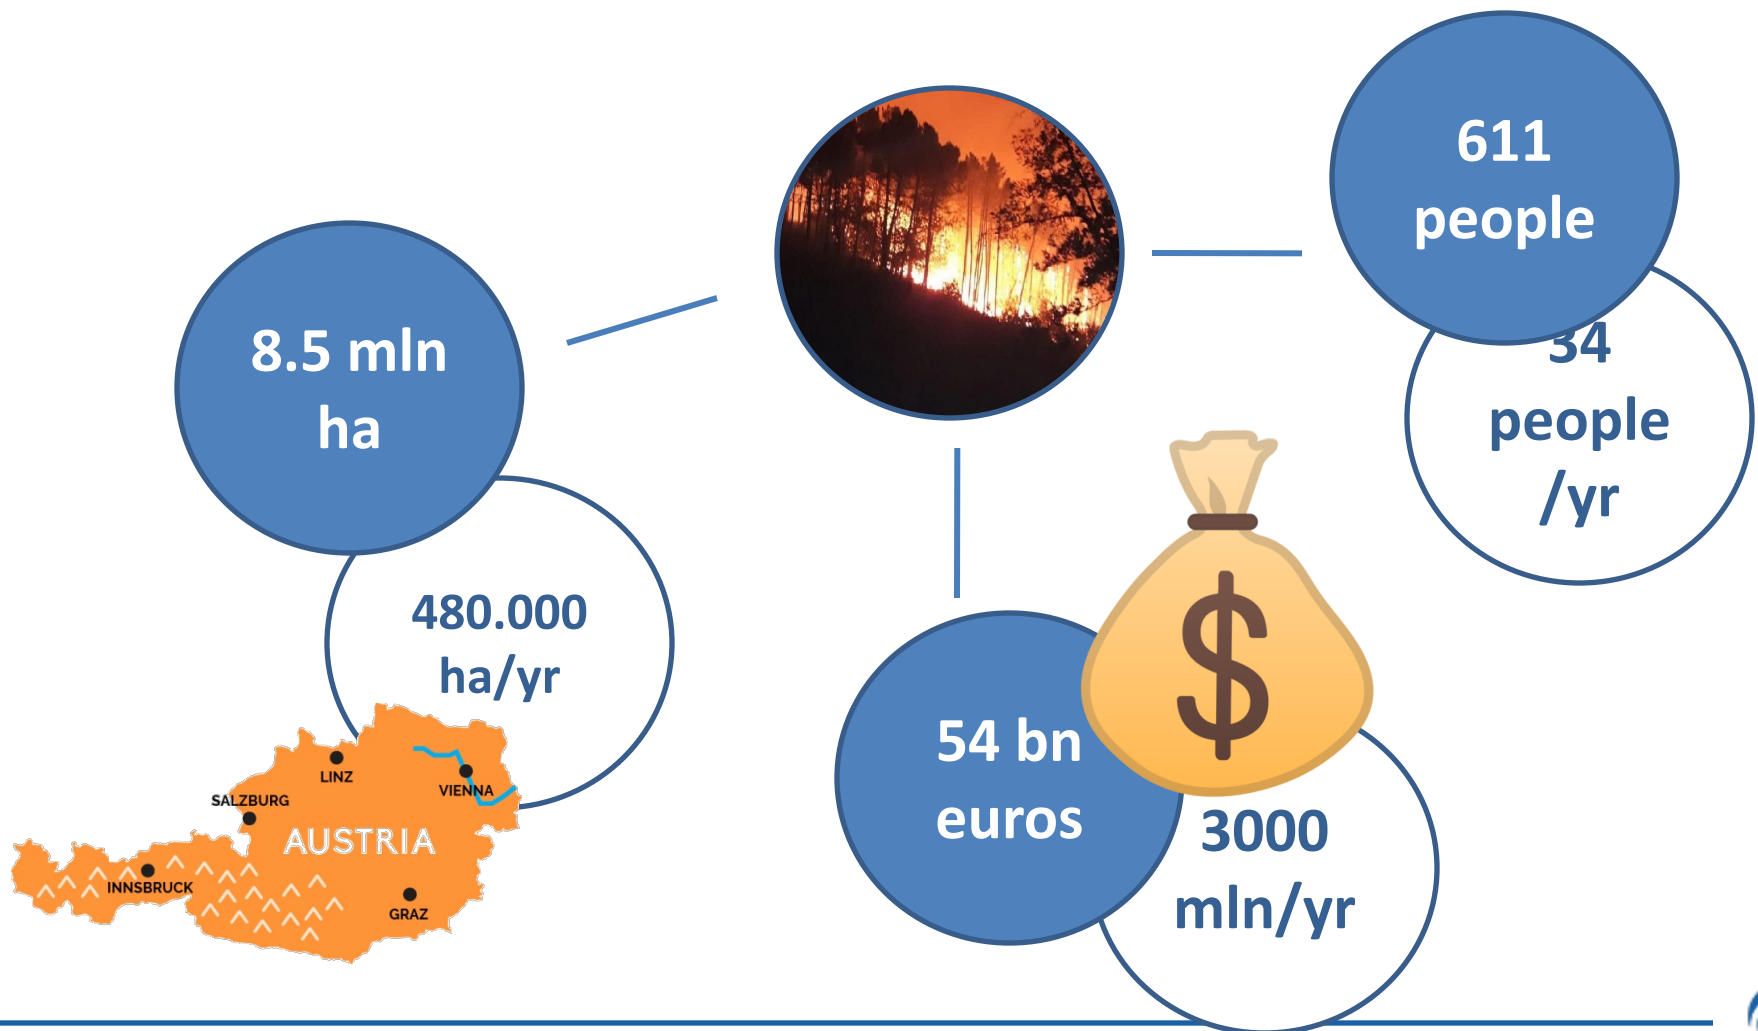 611
people
34
people
/yr
8.5 mln
ha
480.000
ha/yr
LINZ
VIENNA
SALZBURG
AUSTRIA
INNSBRUCK
GRAZ
$
54 bn
euros
3000
mln/yr